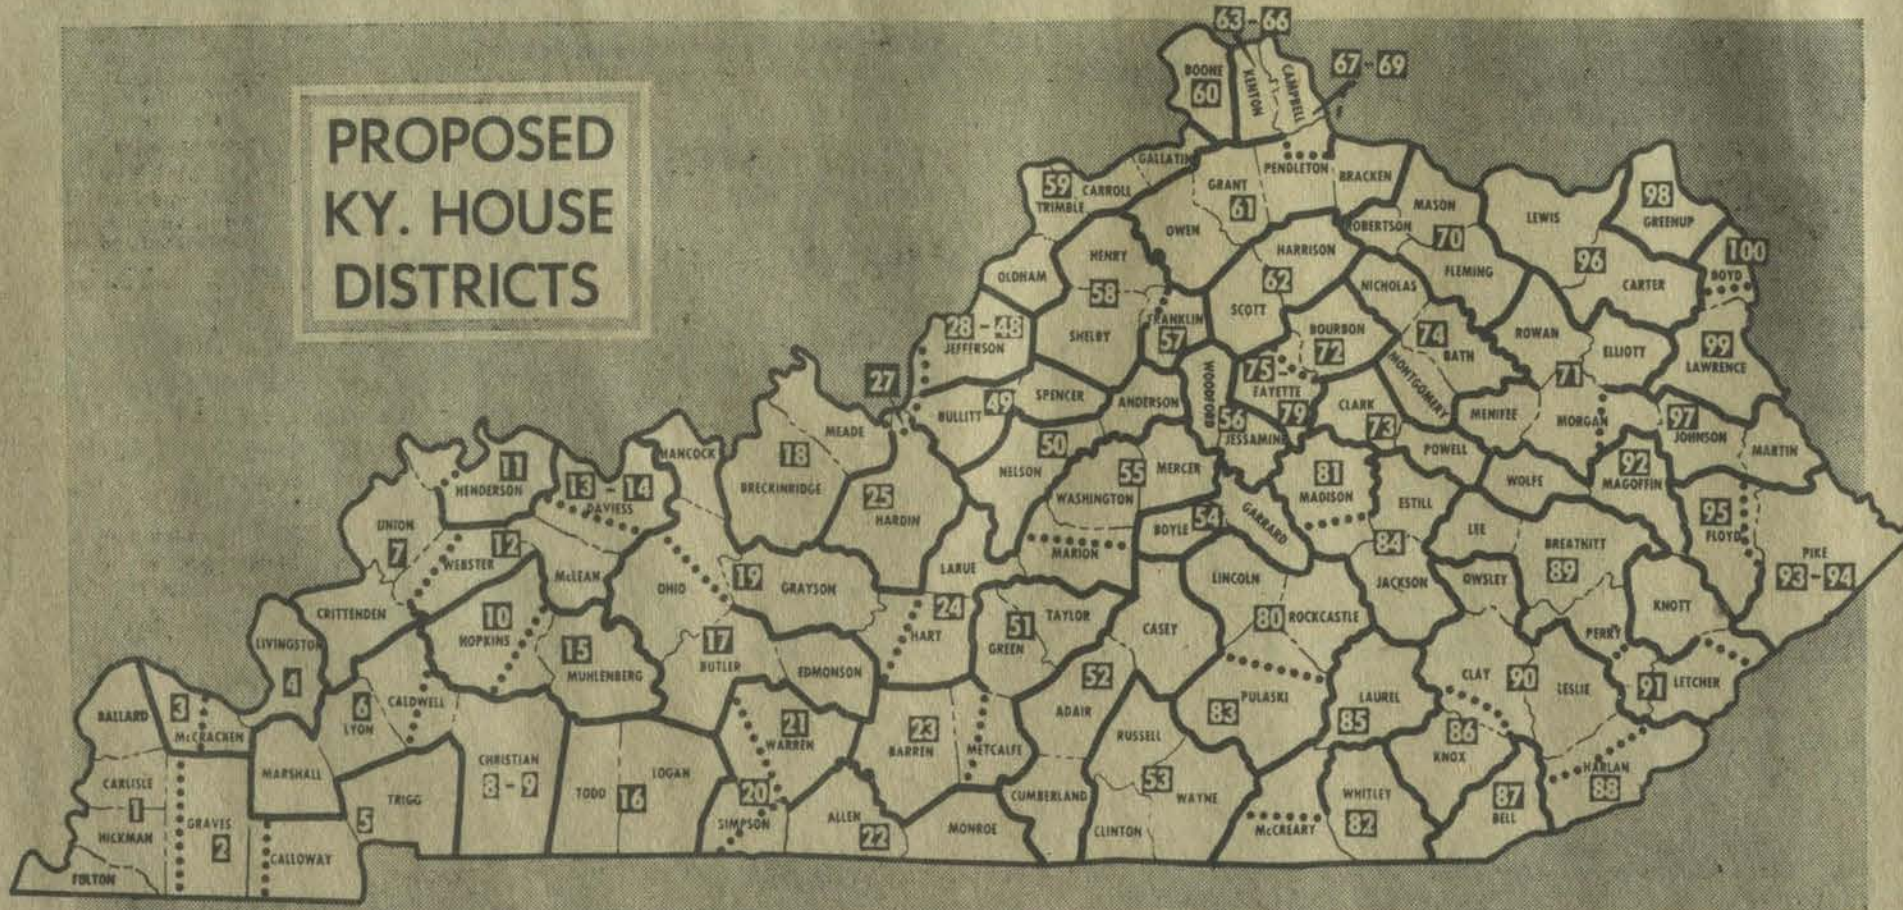 PROPOSED
KY. HOUSE
DISTRICTS
63-66
67-69
BOONE
60
KENTON
CAMPBELL
GALLATIN
PENDLETON
BRACKEN
59
CARROLL
TRIMBLE
GRANT
61
OWEN
MASON
ROBERTSON
70
FLEMING
LEWIS
98
GREENUP
96
CARTER
100
BOYD
HENRY
58
SHELBY
OLDHAM
HARRISON
62
SCOTT
NICHOLAS
28-48
JEFFERSON
FRANKLIN
57
BOURBON
72
74
BATH
MONTGOMERY
ROWAN
ELLIOTT
99
LAWRENCE
27
BULLITT
49
SPENCER
ANDERSON
WOODFORD
75-
FAYETTE
79
56
JESSAMINE
CLARK
73
MENIFEE
71
MORGAN
97
JOHNSON
MARTIN
POWELL
HANCOCK
MEADE
18
BRECKINRIDGE
50
NELSON
55
MERCER
WASHINGTON
81
MADISON
ESTILL
WOLFE
92
MAGOFFIN
11
HENDERSON
13-14
DAVIESS
25
HARDIN
BOYLE
54
GARRARD
MARION
LEE
84
BREATHITT
89
95
FLOYD
PIKE
93-94
UNION
7
12
WEBSTER
McLEAN
OHIO
19
GRAYSON
LARUE
24
HART
LINCOLN
80
ROCKCASTLE
JACKSON
OWSLEY
KNOTT
CRITTENDEN
10
HOPKINS
15
MUHLENBERG
17
BUTLER
EDMONSON
TAYLOR
51
GREEN
CASEY
PERRY
LIVINGSTON
4
6
LYON
CALDWELL
52
ADAIR
83
PULASKI
LAUREL
85
CLAY
90
LESLIE
91
LETCHER
BALLARD
3
McCRACKEN
21
WARREN
23
BARREN
METCALFE
RUSSELL
86
KNOX
MARSHALL
CHRISTIAN
8-9
TODD
16
LOGAN
20
SIMPSON
ALLEN
22
MONROE
CUMBERLAND
53
WAYNE
CLINTON
WHITLEY
82
McCREARY
87
BELL
HARLAN
88
CARLISLE
1
HICKMAN
GRAVES
2
5
TRIGG
CALLOWAY
FULTON